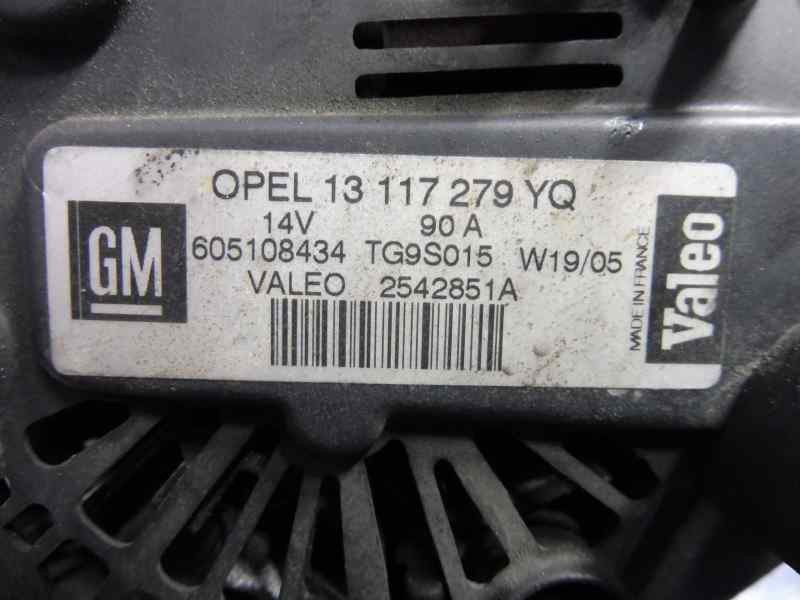 OPEL 13 117 279 YQ
14V 90 A
605108434 TG9S015 W19/05
VALEO 2542851A
GM
MADE IN FRANCE
Valeo